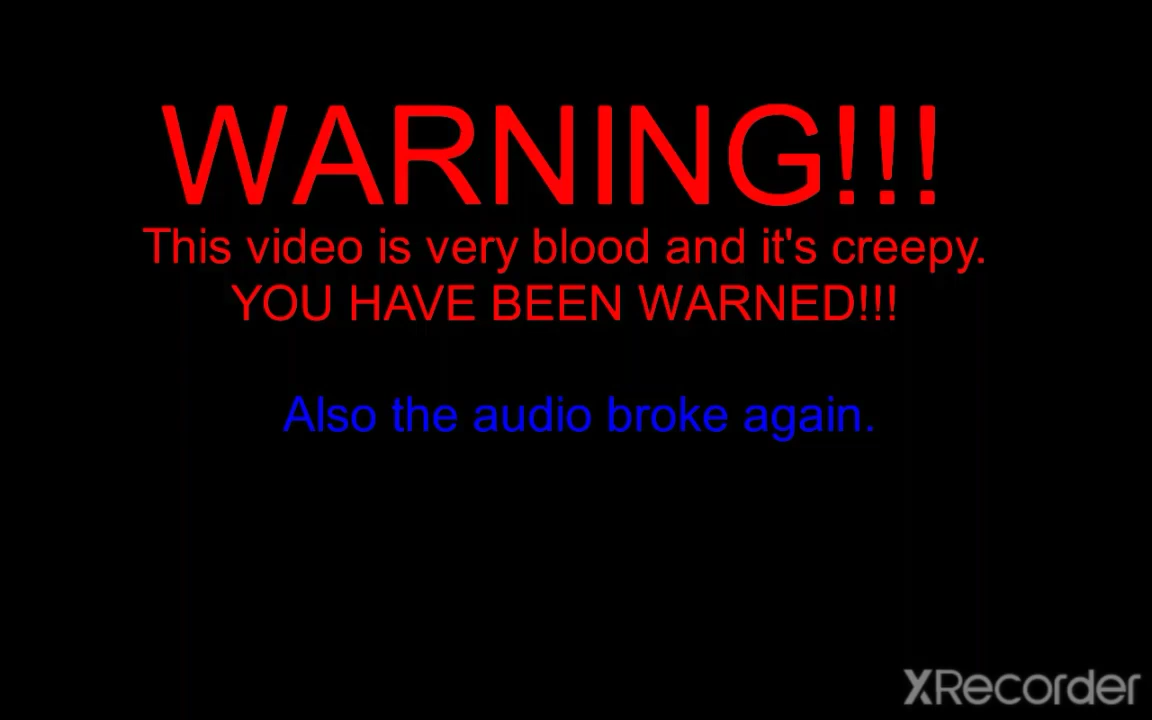 WARNING!!!
This video is very blood and it's creepy.
YOU HAVE BEEN WARNED!!!
Also the audio broke again.
XRecorder